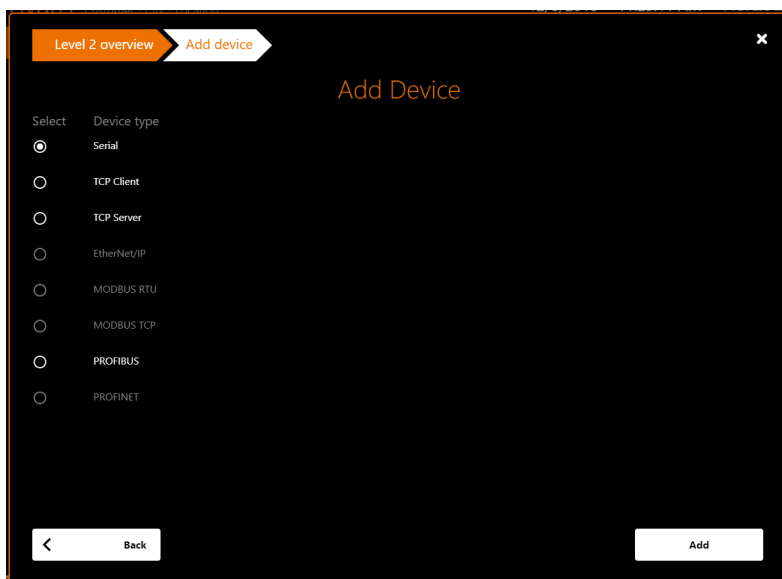 Level 2 overview
Add device
Add Device
Select Device type
Serial
TCP Client
TCP Server
EtherNet/IP
MODBUS RTU
MODBUS TCP
PROFIBUS
PROFINET
Back
Add